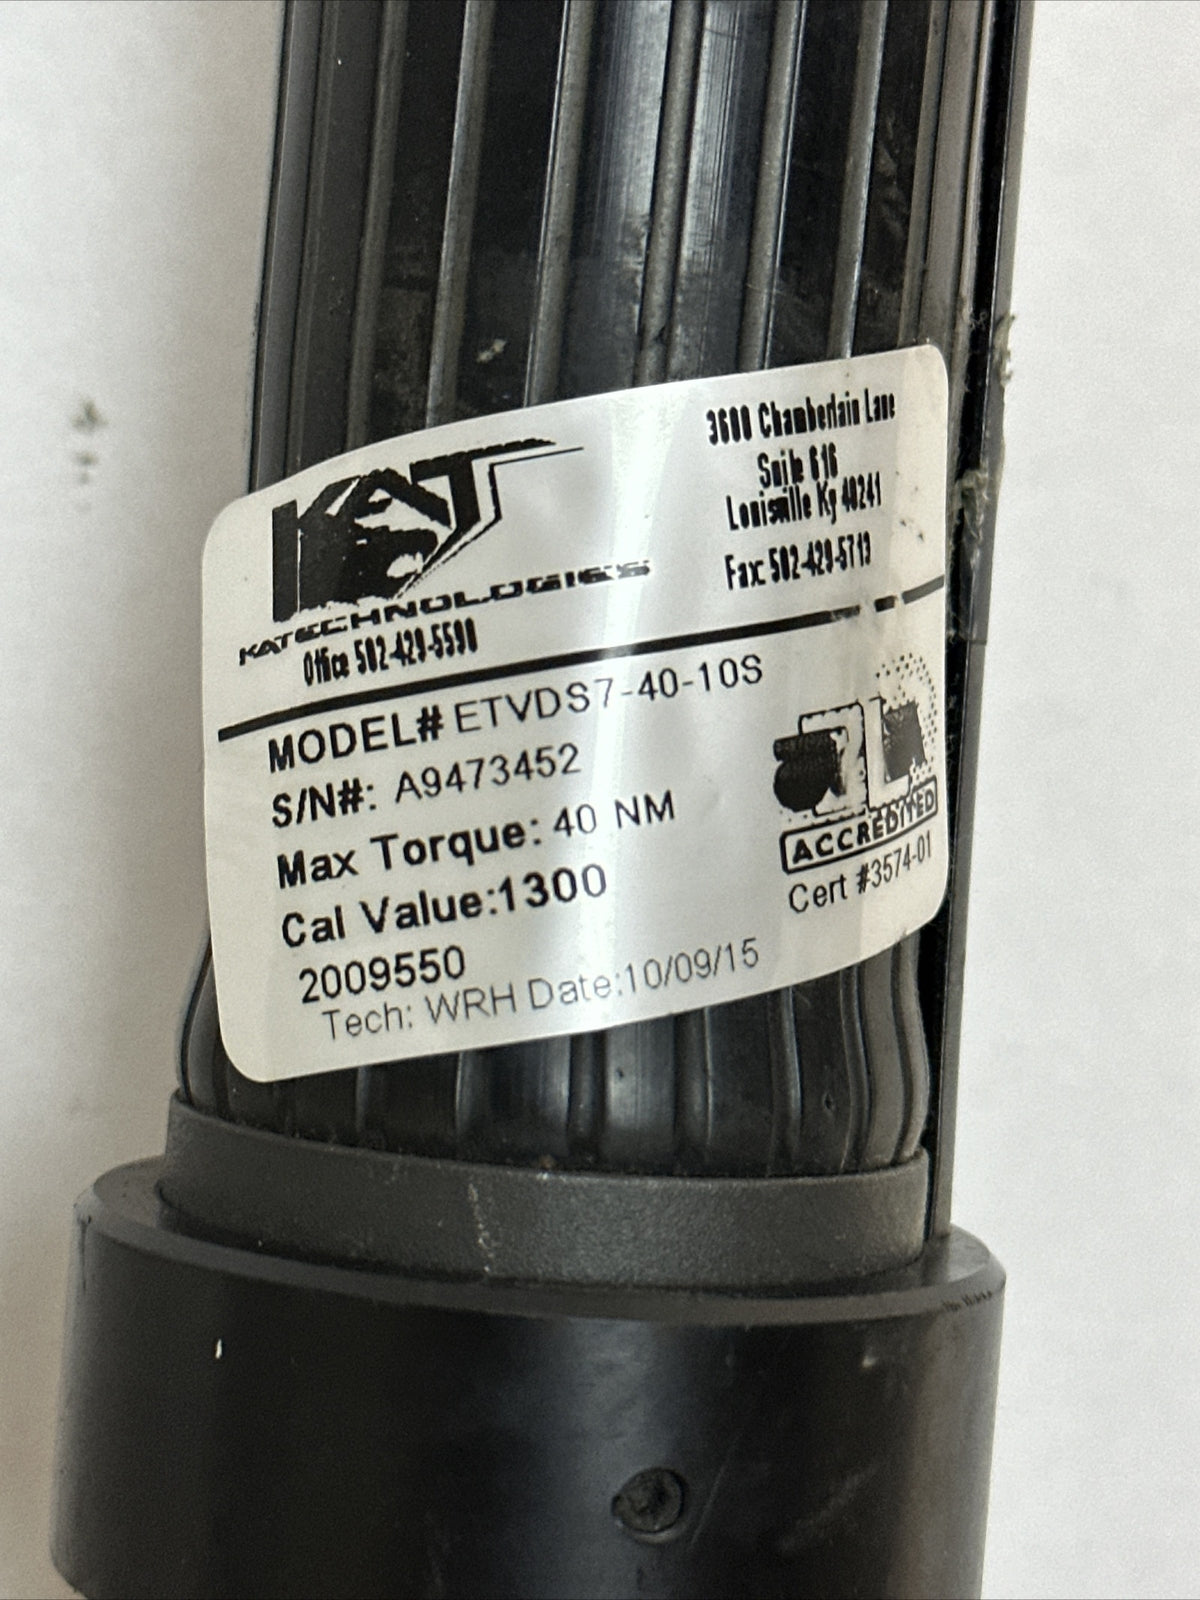 KAT
KATECHNOLOGIES
Office 502-429-5590
3600 Chamberlain Lane
Suite 616
Louisville Ky 40241
Fax: 502-429-5713
MODEL# ETVDS7-40-10S
S/N#: A9473452
Max Torque: 40 NM
Cal Value:1300
2009550
Tech: WRH Date:10/09/15
ACCREDITED
Cert #3574-01